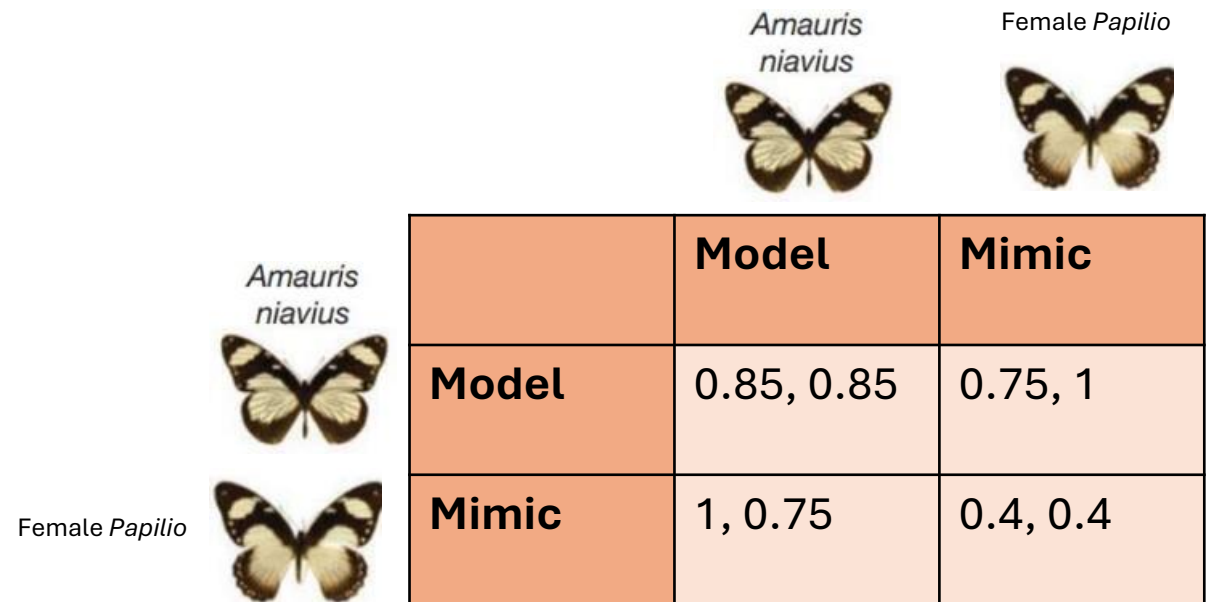 Amauris
niavius
Female Papilio
Model
Mimic
Amauris
niavius
Model
0.85, 0.85
0.75, 1
Female Papilio
Mimic
1, 0.75
0.4, 0.4